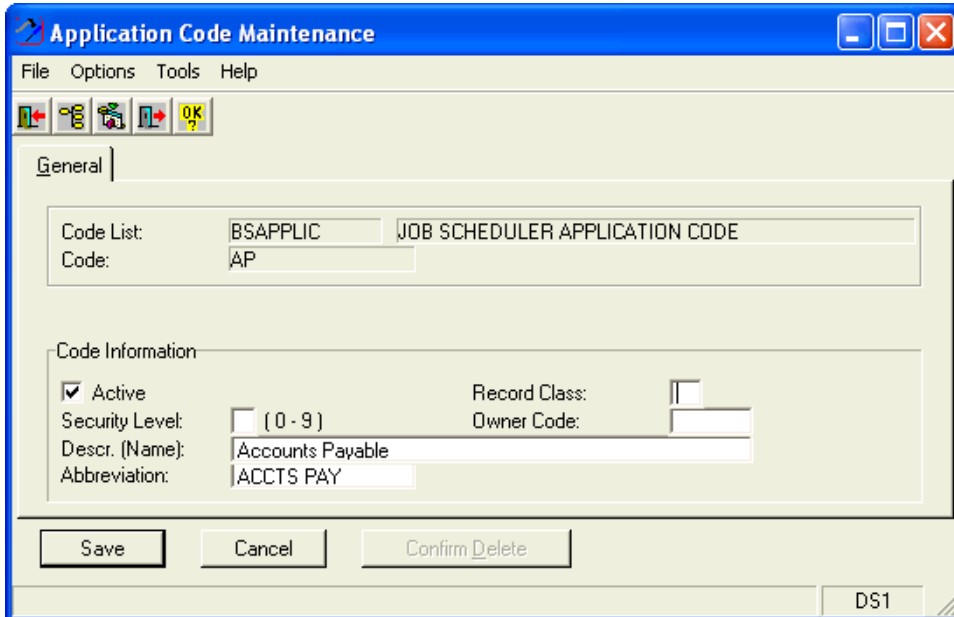 Application Code Maintenance
File Options Tools Help
OK ?
General
Code List: BSAPPLIC JOB SCHEDULER APPLICATION CODE
Code: AP
Code Information
Active Record Class:
Security Level: ( 0 - 9 ) Owner Code:
Descr. (Name): Accounts Payable
Abbreviation: ACCTS PAY
Save Cancel Confirm Delete
DS1